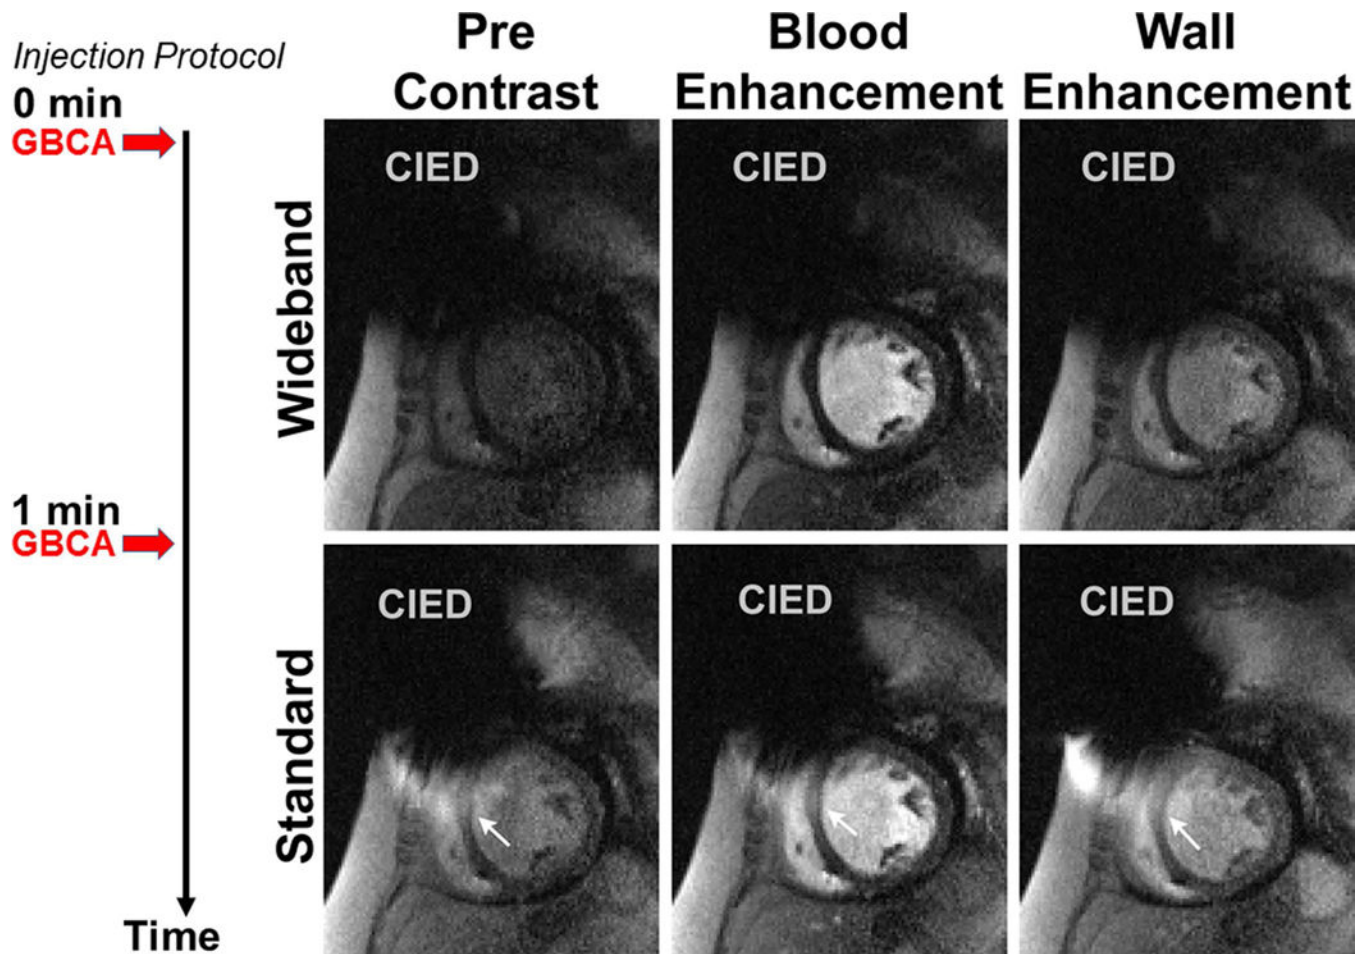 Pre
Contrast
Blood
Enhancement
Wall
Enhancement
Injection Protocol
0 min
GBCA
1 min
GBCA
Time
Wideband
CIED
CIED
CIED
Standard
CIED
CIED
CIED